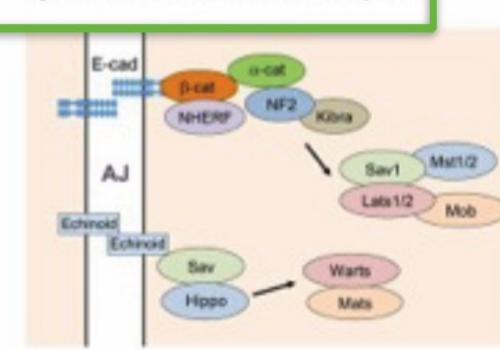 E-cad
β-cat
α-cat
NHERF
NF2
Kibra
AJ
Sav1
Mst1/2
Lats1/2
Mob
Echinoid
Echinoid
Sav
Hippo
Warts
Mats